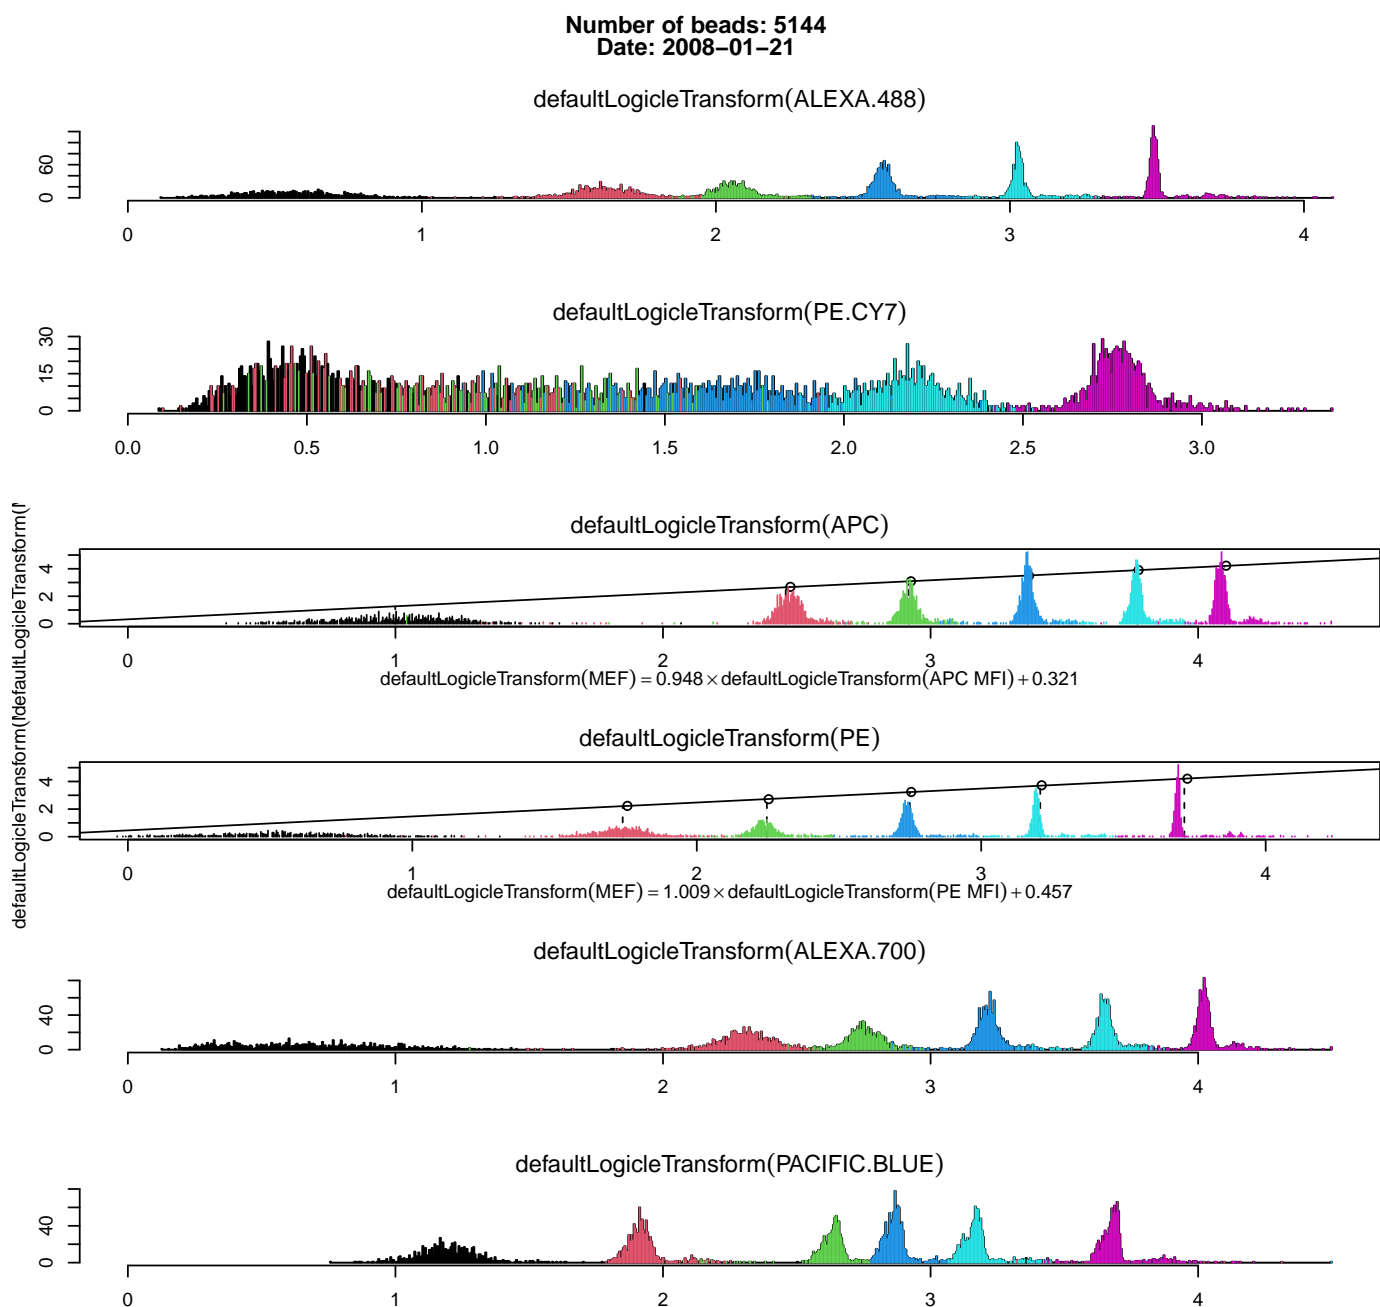 Number of beads: 5144
Date: 2008−01−21
defaultLogicleTransform(ALEXA.488)
0 60
0 1 2 3 4
defaultLogicleTransform(PE.CY7)
0 15 30
0.0 0.5 1.0 1.5 2.0 2.5 3.0
defaultLogicleTransform(APC)
0 2 4
0 1 2 3 4
defaultLogicleTransform(MEF) = 0.948 × defaultLogicleTransform(APC MFI) + 0.321
defaultLogicleTransform(PE)
0 2 4
0 1 2 3 4
defaultLogicleTransform(MEF) = 1.009 × defaultLogicleTransform(PE MFI) + 0.457
defaultLogicleTransform(
defaultLogicleTransform(
defaultLogicleTransform(ALEXA.700)
0 40
0 1 2 3 4
defaultLogicleTransform(PACIFIC.BLUE)
0 40
0 1 2 3 4